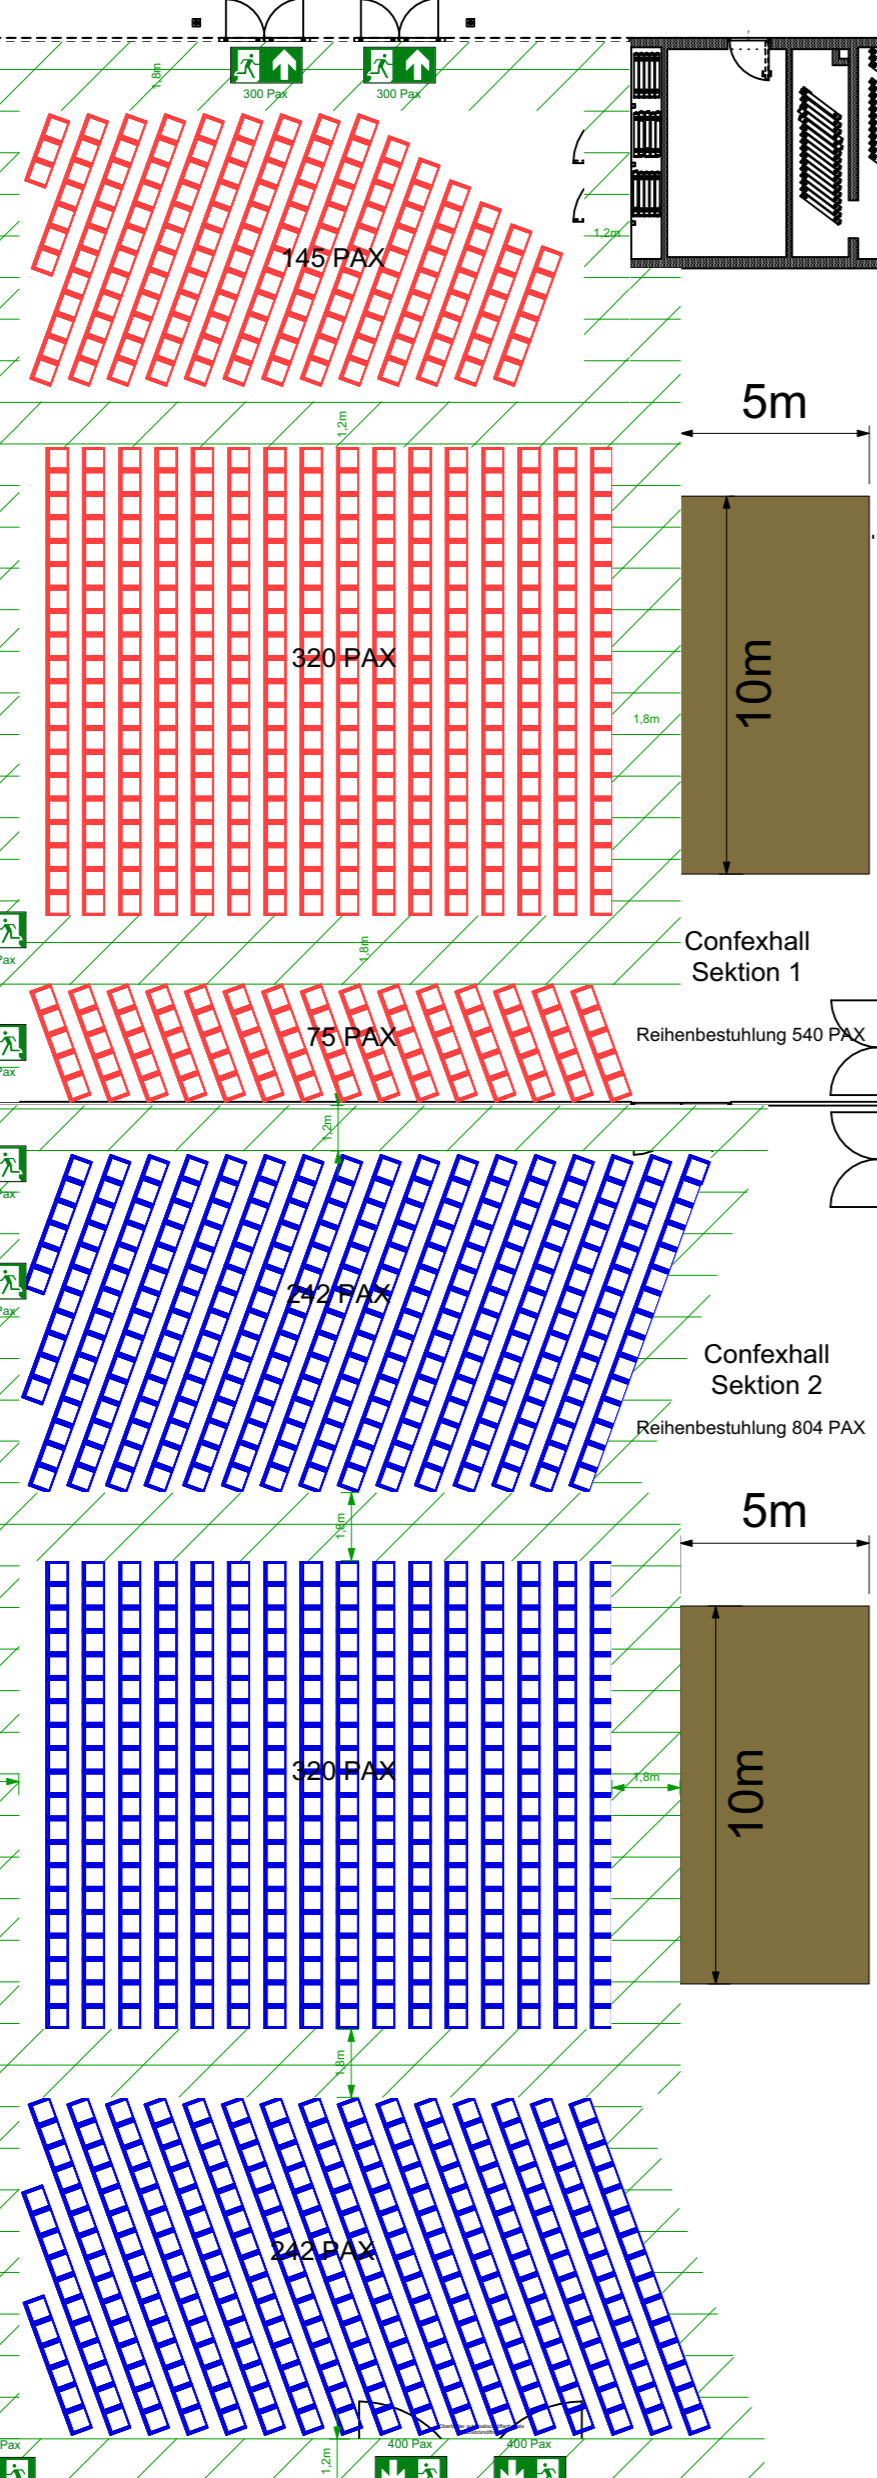 1,8m
300 Pax
300 Pax
1,2m
145 PAX
5m
1,2m
320 PAX
10m
1,8m
Pax
1,8m
Confexhall
Sektion 1
75 PAX
Reihenbestuhlung 540 PAX
Pax
1,2m
Pax
242 PAX
Pax
Confexhall
Sektion 2
Reihenbestuhlung 804 PAX
5m
1,8m
320 PAX
1,8m
10m
1,8m
242 PAX
Pax
400 Pax
400 Pax
1,2m